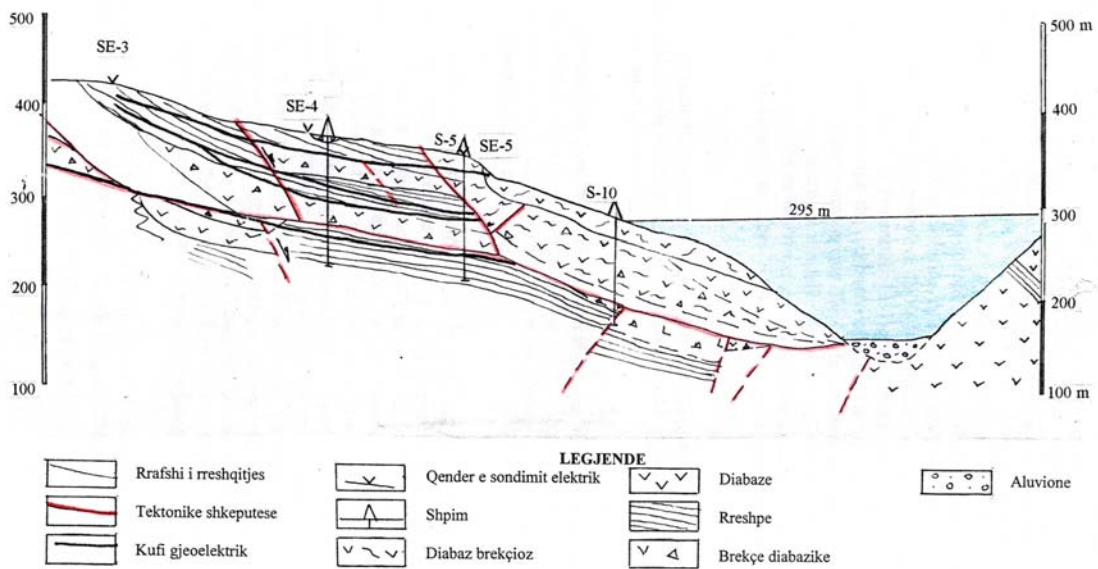 500
500 m
SE-3
400
400
SE-4
S-5
SE-5
S-10
300
295 m
300
200
200
100
100 m
LEGJENDE
Rrafshi i rreshqitjes
Qender e sondimit elektrik
Diabaze
Aluvione
Tektonike shkeputese
Shpim
Rreshpe
Kufi gjeoelektrik
Diabaz brekçioz
Brekçe diabazike